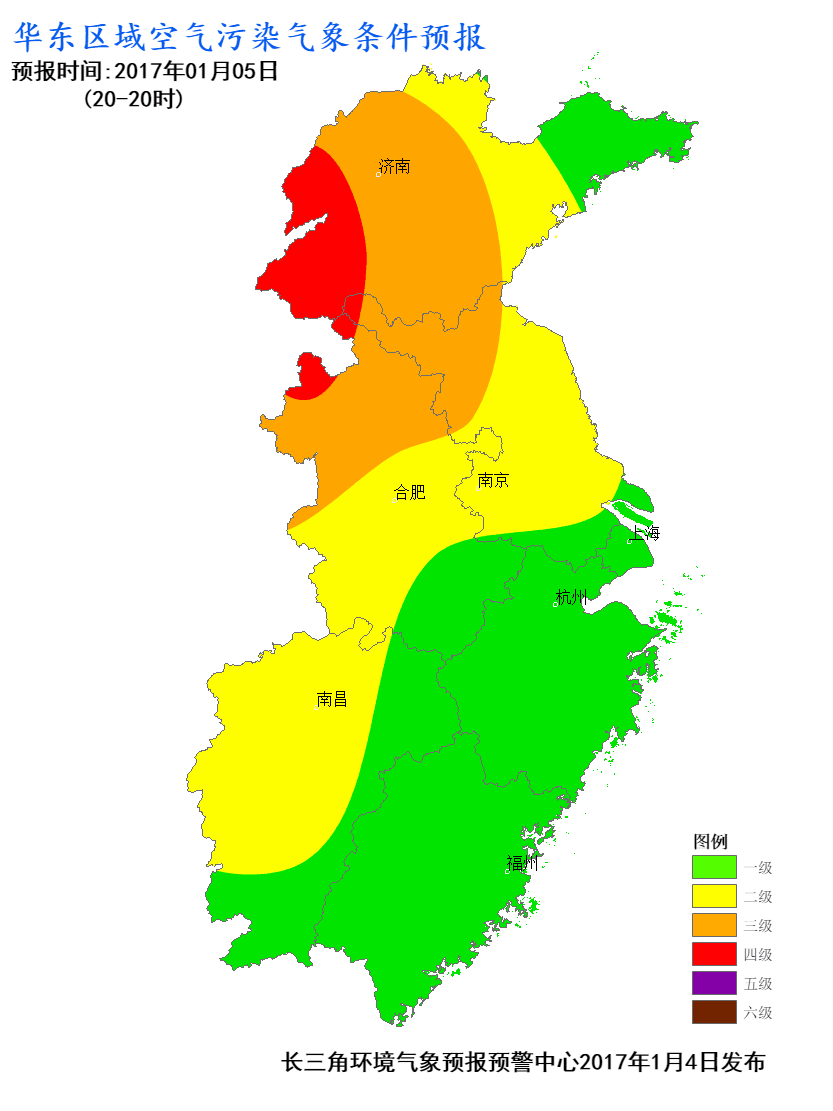 华东区域空气污染气象条件预报
预报时间:2017年01月05日
(20-20时)
济南
合肥
南京
上海
杭州
南昌
福州
图例
一级
二级
三级
四级
五级
六级
长三角环境气象预报预警中心2017年1月4日发布